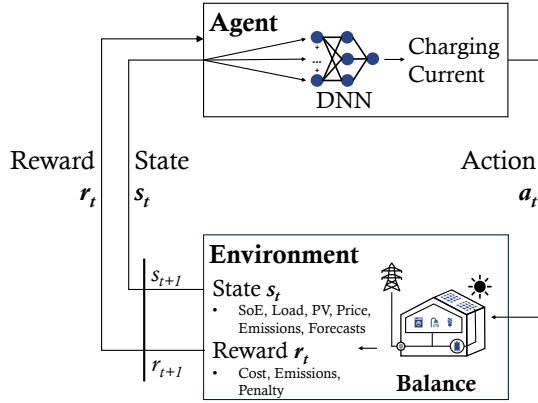 Agent
+
...
+
DNN
Charging
Current
Reward
r_t
State
s_t
Action
a_t
s_{t+1}
r_{t+1}
Environment
State s_t
• SoE, Load, PV, Price,
Emissions, Forecasts
Reward r_t
• Cost, Emissions,
Penalty
Balance